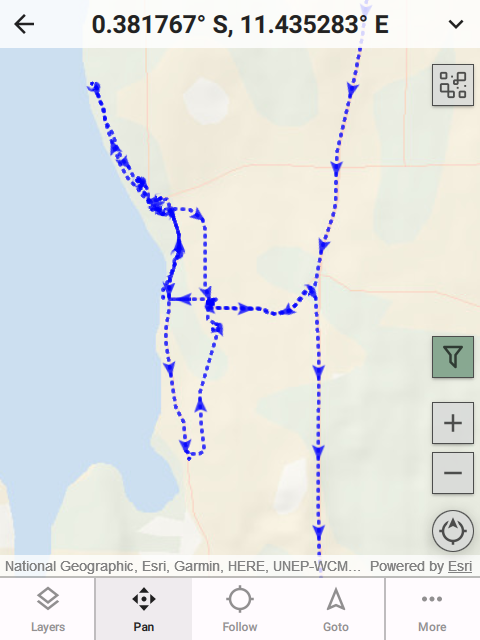 0.381767° S, 11.435283° E
National Geographic, Esri, Garmin, HERE, UNEP-WCM... Powered by Esri
Layers Pan Follow Goto More